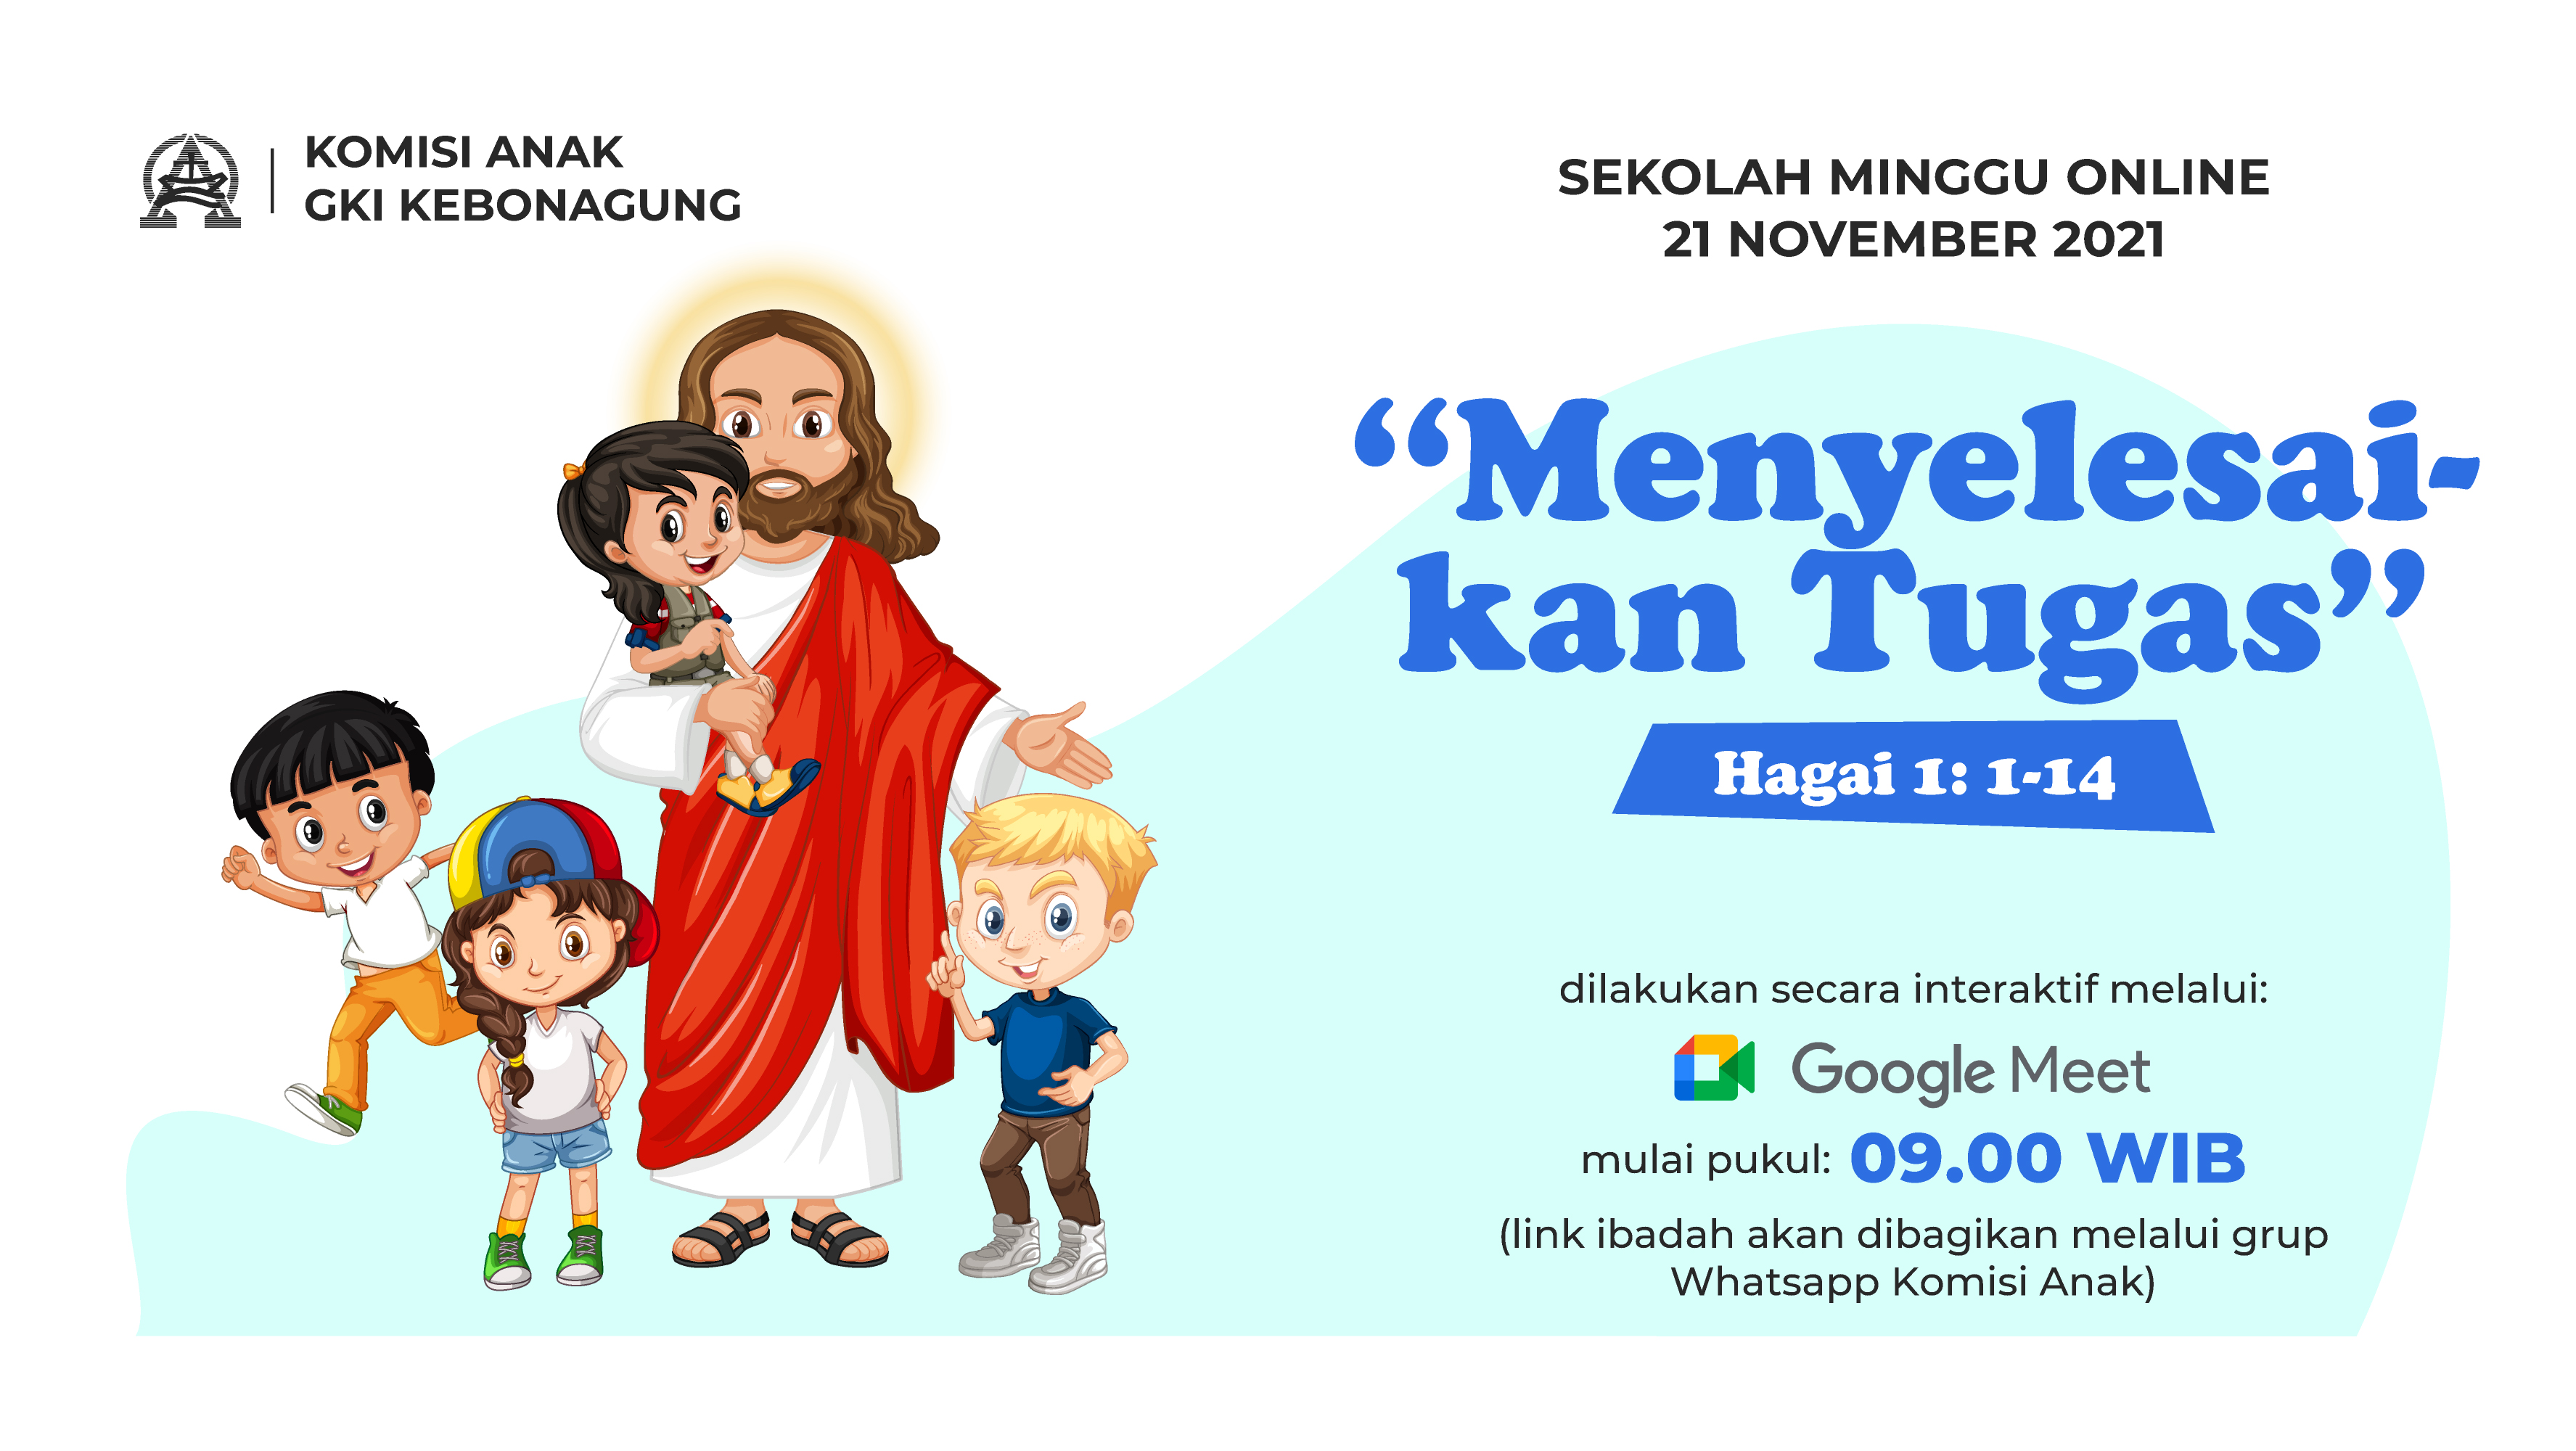 KOMISI ANAK
GKI KEBONAGUNG
SEKOLAH MINGGU ONLINE
21 NOVEMBER 2021
“Menyelesai-
kan Tugas”
Hagai 1: 1-14
dilakukan secara interaktif melalui:
Google Meet
mulai pukul: 09.00 WIB
(link ibadah akan dibagikan melalui grup
Whatsapp Komisi Anak)